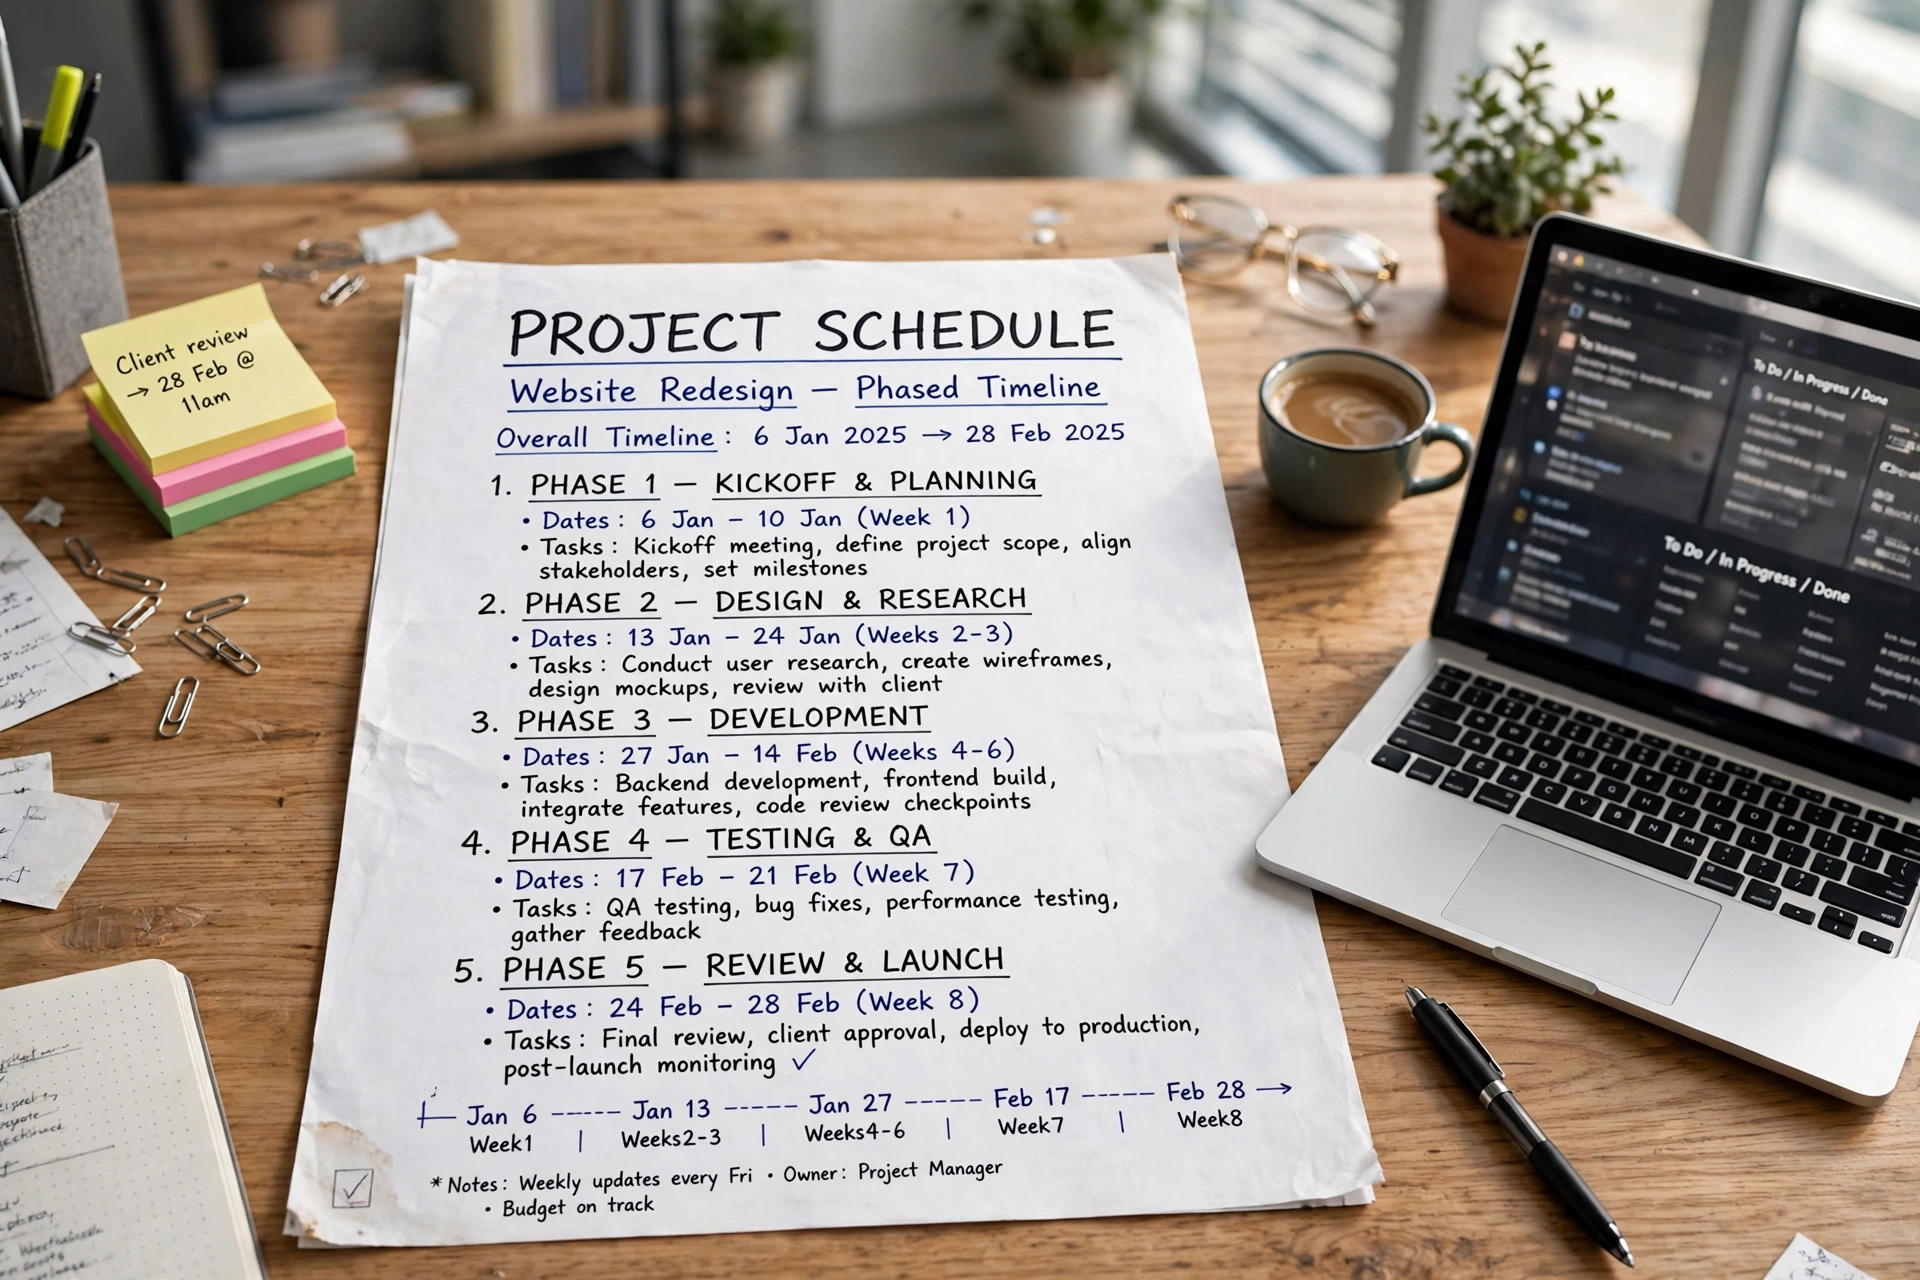 Client review
→ 28 Feb @
11am
PROJECT SCHEDULE
Website Redesign — Phased Timeline
Overall Timeline: 6 Jan 2025 → 28 Feb 2025
1. PHASE 1 — KICKOFF & PLANNING
• Dates: 6 Jan – 10 Jan (Week 1)
• Tasks: Kickoff meeting, define project scope, align
stakeholders, set milestones
2. PHASE 2 — DESIGN & RESEARCH
• Dates: 13 Jan – 24 Jan (Weeks 2-3)
• Tasks: Conduct user research, create wireframes,
design mockups, review with client
3. PHASE 3 — DEVELOPMENT
• Dates: 27 Jan – 14 Feb (Weeks 4-6)
• Tasks: Backend development, frontend build,
integrate features, code review checkpoints
4. PHASE 4 — TESTING & QA
• Dates: 17 Feb – 21 Feb (Week 7)
• Tasks: QA testing, bug fixes, performance testing,
gather feedback
5. PHASE 5 — REVIEW & LAUNCH
• Dates: 24 Feb – 28 Feb (Week 8)
• Tasks: Final review, client approval, deploy to production,
post-launch monitoring ✓
Jan 6 ----- Jan 13 ----- Jan 27 ----- Feb 17 ----- Feb 28 →
Week1 | Weeks2-3 | Weeks4-6 | Week7 | Week8
* Notes: Weekly updates every Fri • Owner: Project Manager
• Budget on track
To Do / In Progress / Done
To Do / In Progress / Done